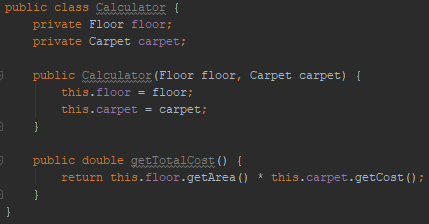 public class Calculator {
private Floor floor;
private Carpet carpet;
public Calculator(Floor floor, Carpet carpet) {
this.floor = floor;
this.carpet = carpet;
}
public double getTotalCost() {
return this.floor.getArea() * this.carpet.getCost();
}
}